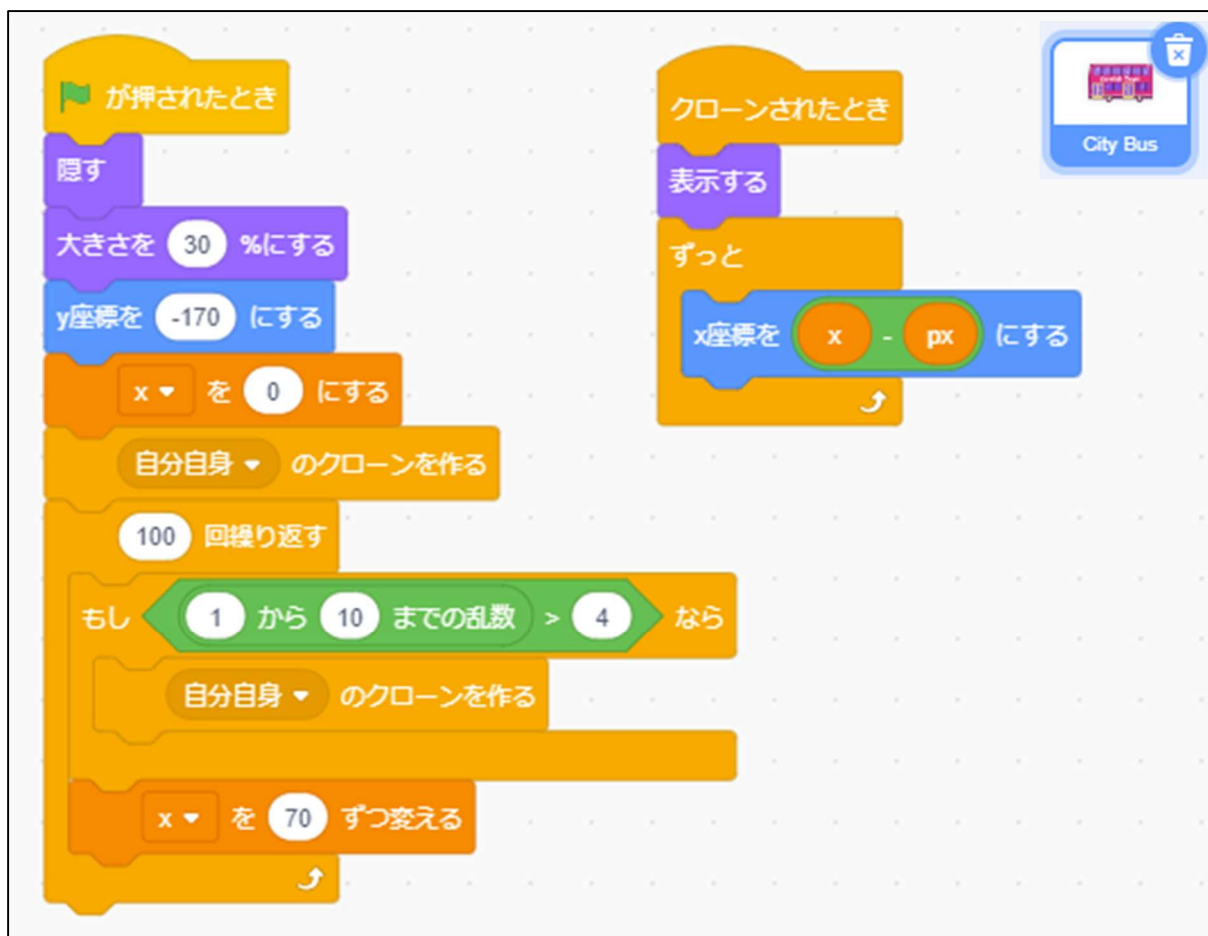 が押されたとき
隠す
大きさを 30 %にする
y座標を -170 にする
x を 0 にする
自分自身 のクローンを作る
100 回繰り返す
もし 1 から 10 までの乱数 > 4 なら
自分自身 のクローンを作る
x を 70 ずつ変える
クローンされたとき
表示する
ずっと
x座標を x - px にする
City Bus